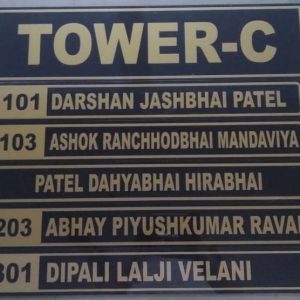 TOWER-C
101 DARSHAN JASHBHAI PATEL
103 ASHOK RANCHHODBHAI MANDAVIYA
PATEL DAHYABHAI HIRABHAI
203 ABHAY PIYUSHKUMAR RAVAL
301 DIPALI LALJI VELANI